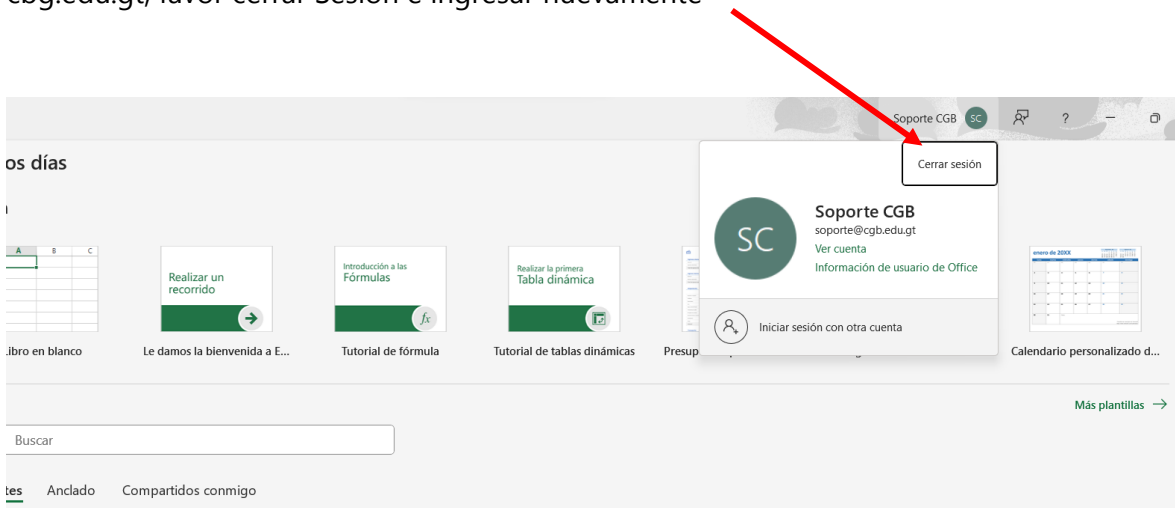 cbg.edu.gt, favor cerrar Sesión e ingresar nuevamente
Soporte CGB SC ?
os días
Cerrar sesión
Soporte CGB
SC
soporte@cgb.edu.gt
Ver cuenta
Información de usuario de Office
Iniciar sesión con otra cuenta
A B C
Realizar un
recorrido
Introducción a las
Fórmulas
fx
Realizar la primera
Tabla dinámica
enero de 20XX
ibro en blanco
Le damos la bienvenida a E...
Tutorial de fórmula
Tutorial de tablas dinámicas
Presup
Calendario personalizado d...
Más plantillas
Buscar
tes Anclado Compartidos conmigo